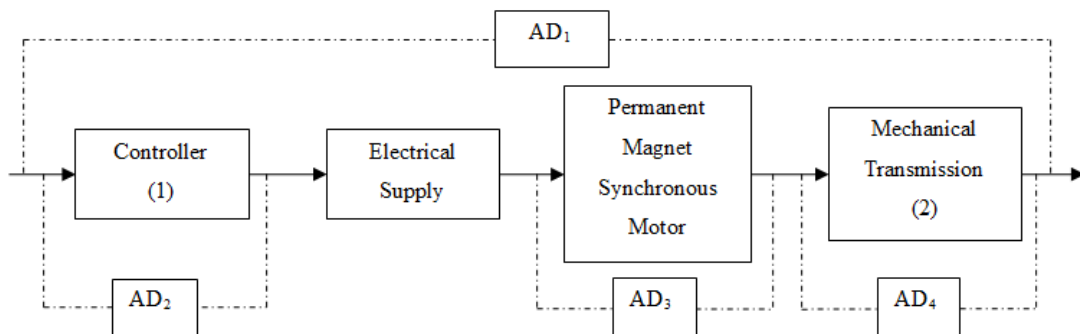 AD₁
Controller
(1)
Electrical
Supply
Permanent
Magnet
Synchronous
Motor
Mechanical
Transmission
(2)
AD₂
AD₃
AD₄